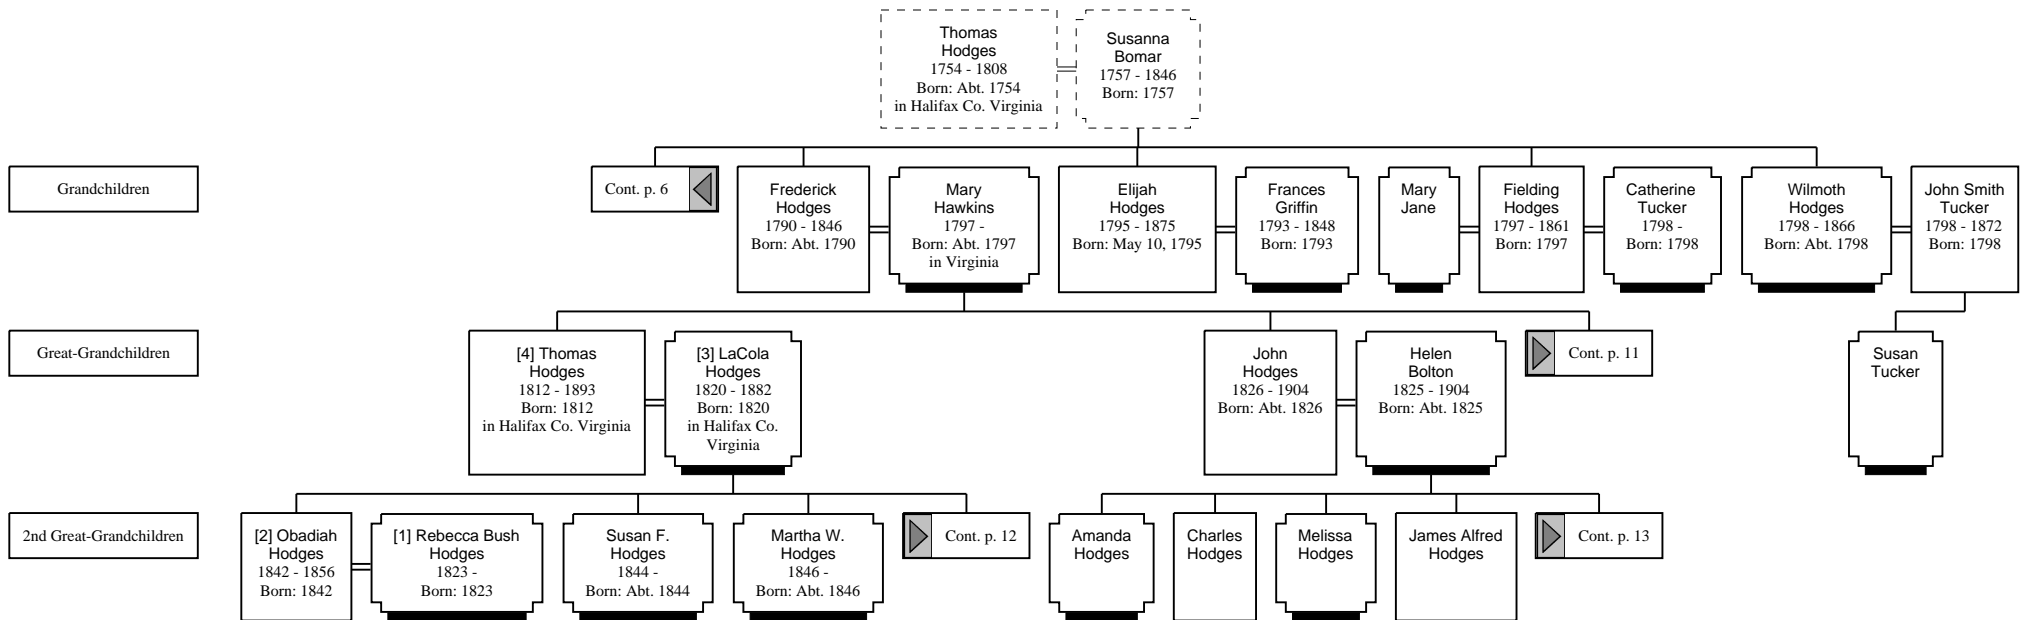 Thomas
Hodges
1754 - 1808
Born: Abt. 1754
in Halifax Co. Virginia
Susanna
Bomar
1757 - 1846
Born: 1757
Grandchildren
Cont. p. 6
Frederick
Hodges
1790 - 1846
Born: Abt. 1790
Mary
Hawkins
1797 -
Born: Abt. 1797
in Virginia
Elijah
Hodges
1795 - 1875
Born: May 10, 1795
Frances
Griffin
1793 - 1848
Born: 1793
Mary
Jane
Fielding
Hodges
1797 - 1861
Born: 1797
Catherine
Tucker
1798 -
Born: 1798
Wilmoth
Hodges
1798 - 1866
Born: Abt. 1798
John Smith
Tucker
1798 - 1872
Born: 1798
Great-Grandchildren
[4] Thomas
Hodges
1812 - 1893
Born: 1812
in Halifax Co. Virginia
[3] LaCola
Hodges
1820 - 1882
Born: 1820
in Halifax Co.
Virginia
John
Hodges
1826 - 1904
Born: Abt. 1826
Helen
Bolton
1825 - 1904
Born: Abt. 1825
Cont. p. 11
Susan
Tucker
2nd Great-Grandchildren
[2] Obadiah
Hodges
1842 - 1856
Born: 1842
[1] Rebecca Bush
Hodges
1823 -
Born: 1823
Susan F.
Hodges
1844 -
Born: Abt. 1844
Martha W.
Hodges
1846 -
Born: Abt. 1846
Cont. p. 12
Amanda
Hodges
Charles
Hodges
Melissa
Hodges
James Alfred
Hodges
Cont. p. 13